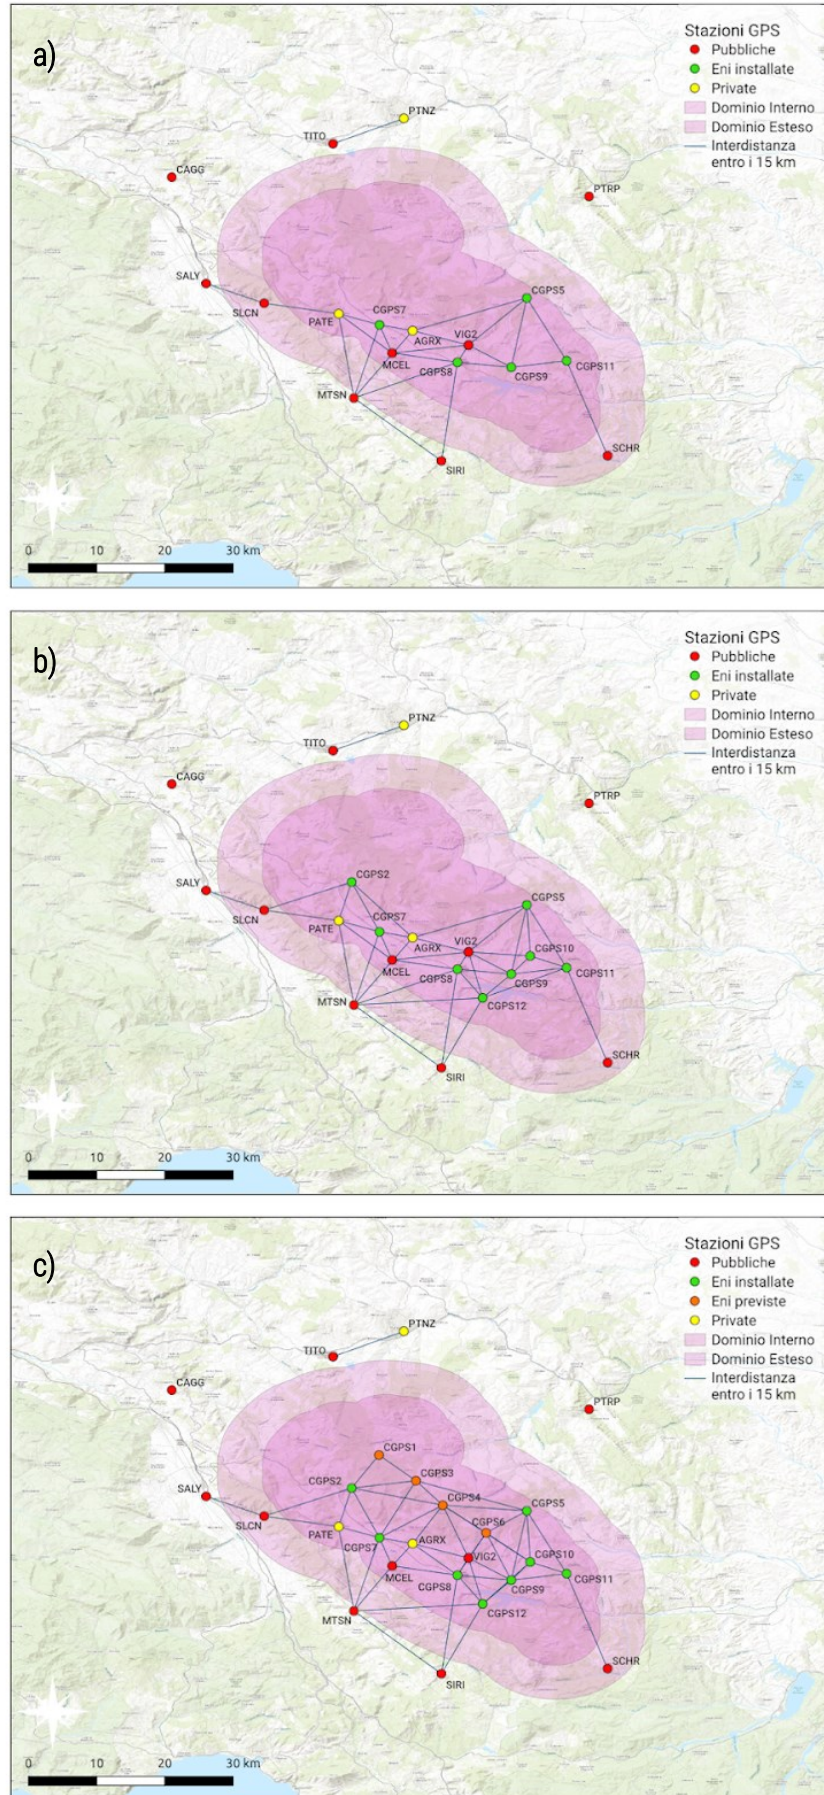 a)
Stazioni GPS
Pubbliche
Eni installate
Private
Dominio Interno
Dominio Esteso
Interdistanza
entro i 15 km
PTNZ
TITO
CAGG
PTRP
SALY
SLCN
CGPS5
PATE
CGPS7
AGRX
VIG2
MCEL
CGPS8
CGPS9
CGPS11
MTSN
SCHR
SIRI
0 10 20 30 km
b)
Stazioni GPS
Pubbliche
Eni installate
Private
Dominio Interno
Dominio Esteso
Interdistanza
entro i 15 km
PTNZ
TITO
CAGG
PTRP
SALY
CGPS2
SLCN
CGPS5
PATE
CGPS7
AGRX
VIG2
MCEL
CGPS10
CGPS8
CGPS9
CGPS11
MTSN
CGPS12
SCHR
SIRI
0 10 20 30 km
c)
Stazioni GPS
Pubbliche
Eni installate
Eni previste
Private
Dominio Interno
Dominio Esteso
Interdistanza
entro i 15 km
PTNZ
TITO
CAGG
PTRP
CGPS1
CGPS3
CGPS2
SALY
CGPS4
CGPS5
SLCN
PATE
CGPS6
CGPS7
AGRX
VIG2
CGPS10
MCEL
CGPS8
CGPS9
CGPS11
MTSN
CGPS12
SCHR
SIRI
0 10 20 30 km